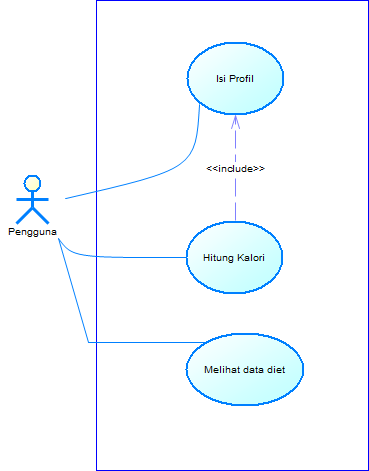 Isi Profil
<<include>>
Pengguna
Hitung Kalori
Melihat data diet